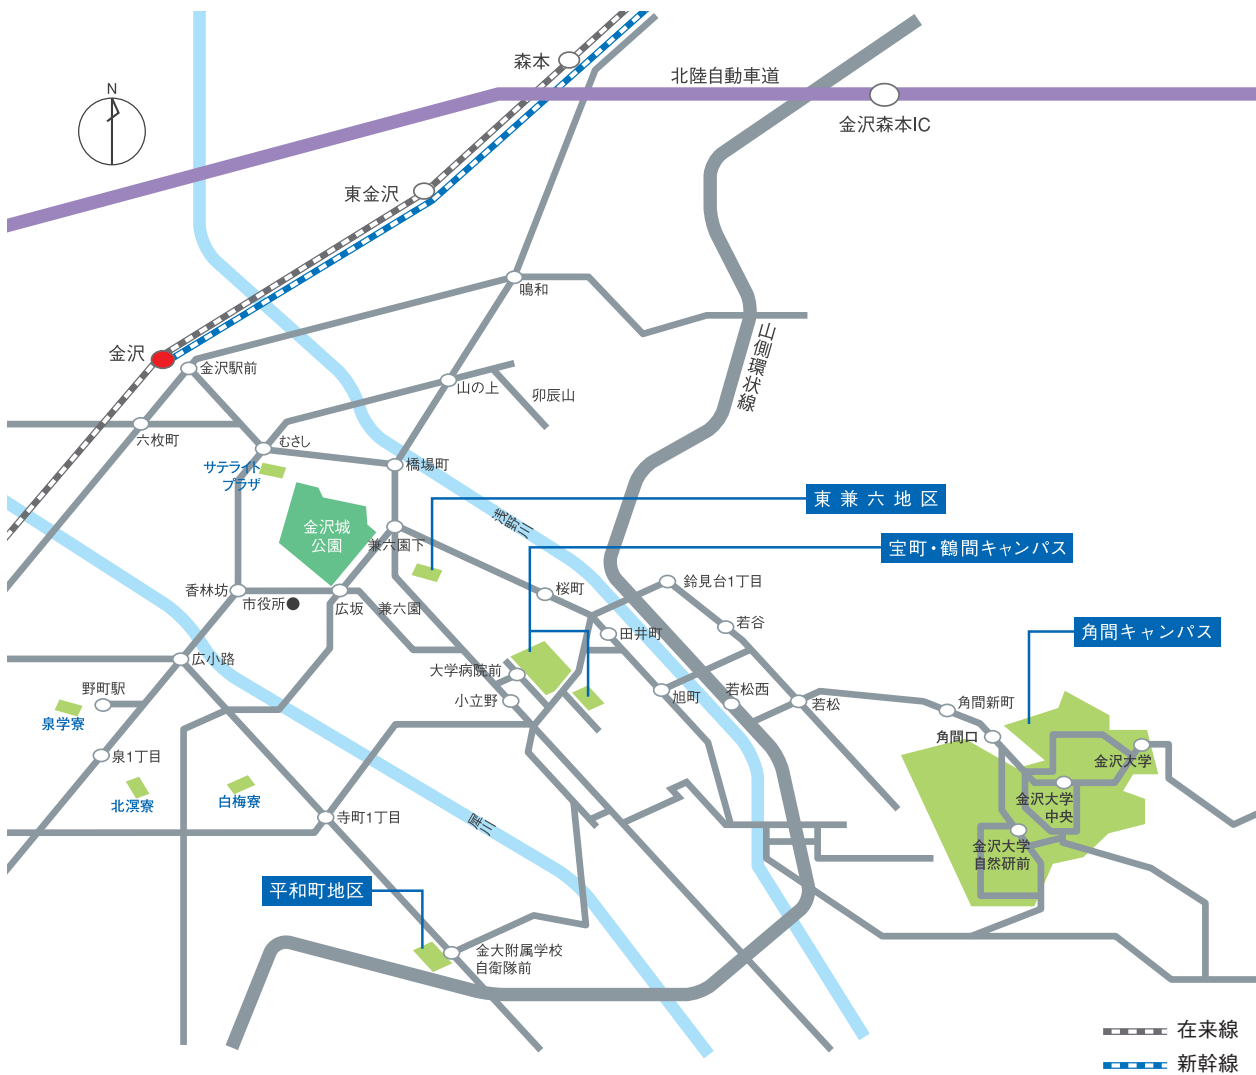 N
森本
北陸自動車道
金沢森本IC
東金沢
鳴和
金沢
金沢駅前
山の上
卯辰山
山側環状線
六枚町
むさし
橋場町
サテライト
プラザ
東兼六地区
金沢城
公園
兼六園下
浅野川
宝町・鶴間キャンパス
香林坊
市役所
広坂
兼六園
桜町
鈴見台1丁目
若谷
田井町
角間キャンパス
広小路
大学病院前
小立野
旭町
若松西
若松
角間新町
角間口
野町駅
泉学寮
泉1丁目
金沢大学
金沢大学
中央
北溟寮
白梅寮
寺町1丁目
犀川
金沢大学
自然研前
平和町地区
金大附属学校
自衛隊前
在来線
新幹線